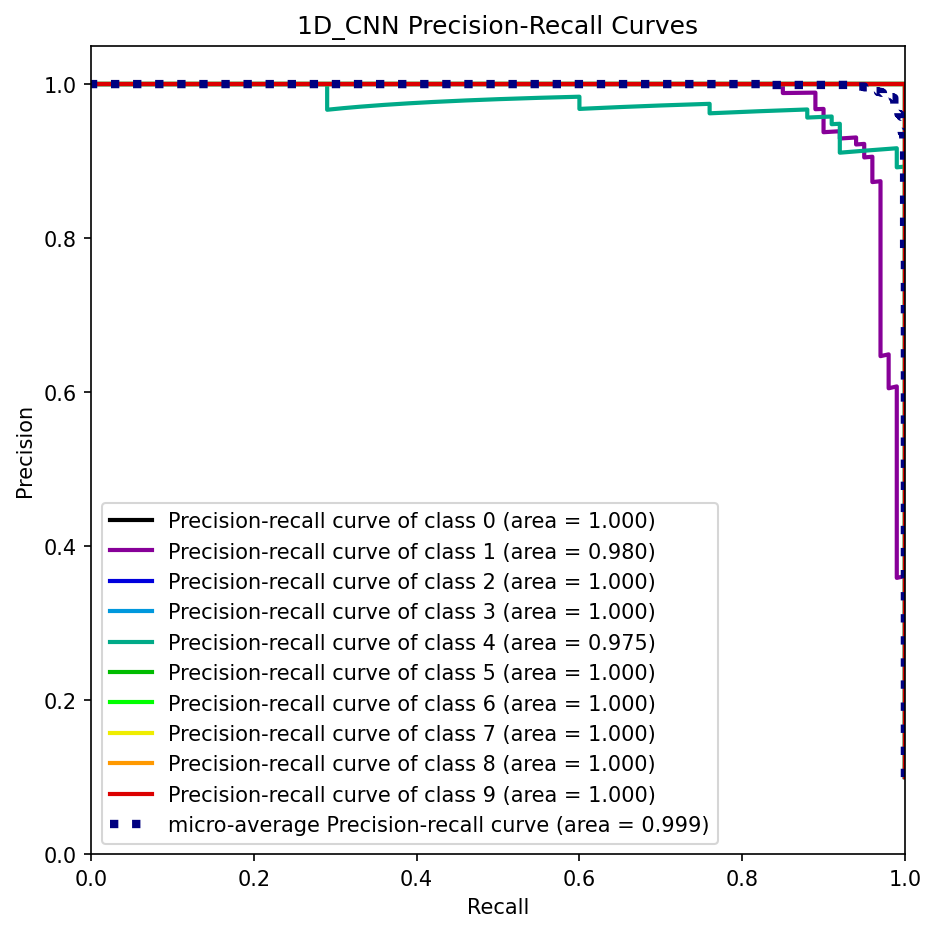 1D_CNN Precision-Recall Curves
1.0
0.8
0.6
0.4
0.2
0.0
Precision
Precision-recall curve of class 0 (area = 1.000)
Precision-recall curve of class 1 (area = 0.980)
Precision-recall curve of class 2 (area = 1.000)
Precision-recall curve of class 3 (area = 1.000)
Precision-recall curve of class 4 (area = 0.975)
Precision-recall curve of class 5 (area = 1.000)
Precision-recall curve of class 6 (area = 1.000)
Precision-recall curve of class 7 (area = 1.000)
Precision-recall curve of class 8 (area = 1.000)
Precision-recall curve of class 9 (area = 1.000)
micro-average Precision-recall curve (area = 0.999)
0.0 0.2 0.4 0.6 0.8 1.0
Recall